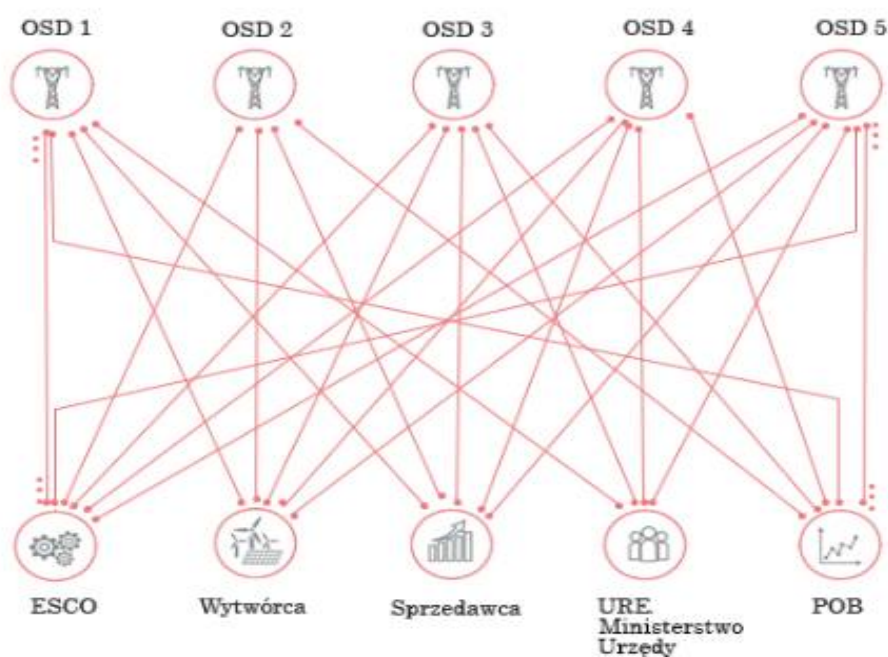 OSD 1
OSD 2
OSD 3
OSD 4
OSD 5
ESCO
Wytwórca
Sprzedawca
URE
Ministerstwo
Urzędy
POB